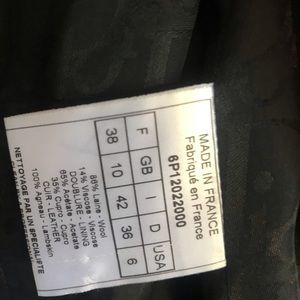 MADE IN FRANCE
Fabriqué en France
6P12022000
F GB I D USA
38 10 42 36 6
86% Laine - Wool
14% Viscose - Viscose
DOUBLURE - LINING
65% Acétate - Acetate
35% Cupro - Cupro
CUIR - LEATHER
100% Agneau - Lambskin
NETTOYAGE PAR UN SPECIALISTE